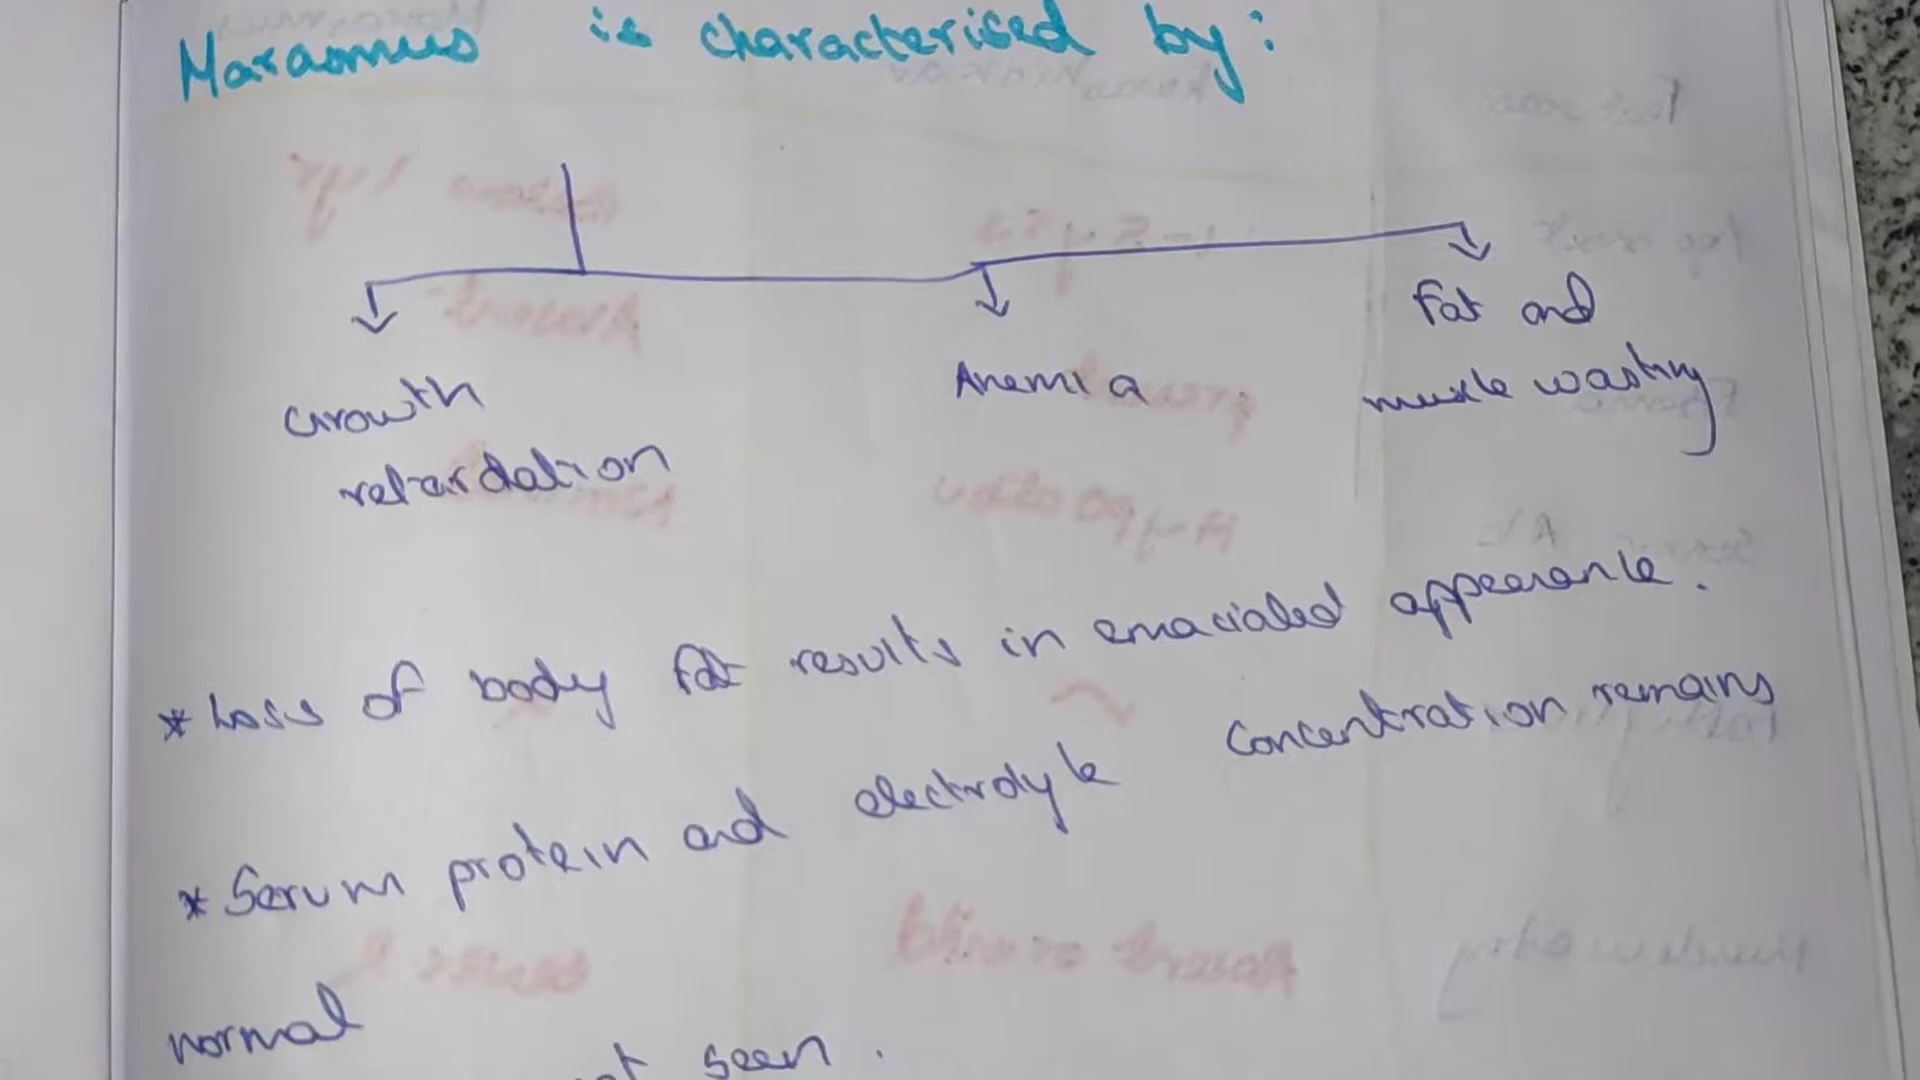 Marasmus is characterised by:
Growth retardation
Anemia
Fat and muscle wasting
* Loss of body fat results in emaciated appearance.
* Serum protein and electrolyte concentration remains
normal
seen.